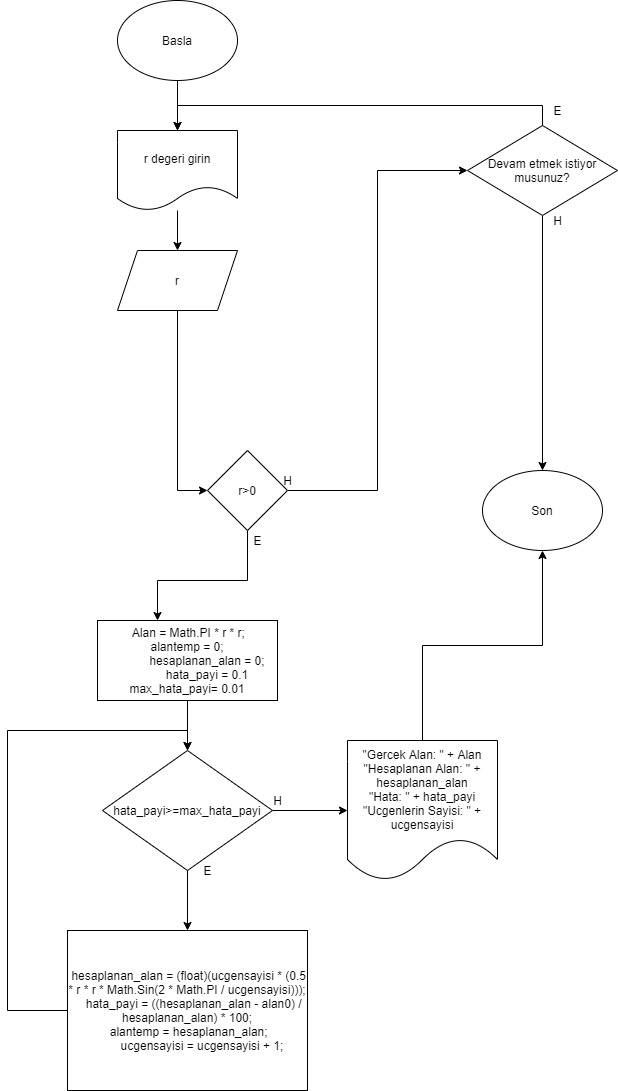 Basla
E
r degeri girin
Devam etmek istiyor
musunuz?
H
r
r>0
H
E
Son
Alan = Math.PI * r * r;
alantemp = 0;
hesaplanan_alan = 0;
hata_payi = 0.1
max_hata_payi= 0.01
"Gercek Alan: " + Alan
"Hesaplanan Alan: " +
hesaplanan_alan
"Hata: " + hata_payi
"Ucgenlerin Sayisi: " +
ucgensayisi
hata_payi>=max_hata_payi
H
E
hesaplanan_alan = (float)(ucgensayisi * (0.5
* r * r * Math.Sin(2 * Math.PI / ucgensayisi)));
hata_payi = ((hesaplanan_alan - alan0) /
hesaplanan_alan) * 100;
alantemp = hesaplanan_alan;
ucgensayisi = ucgensayisi + 1;